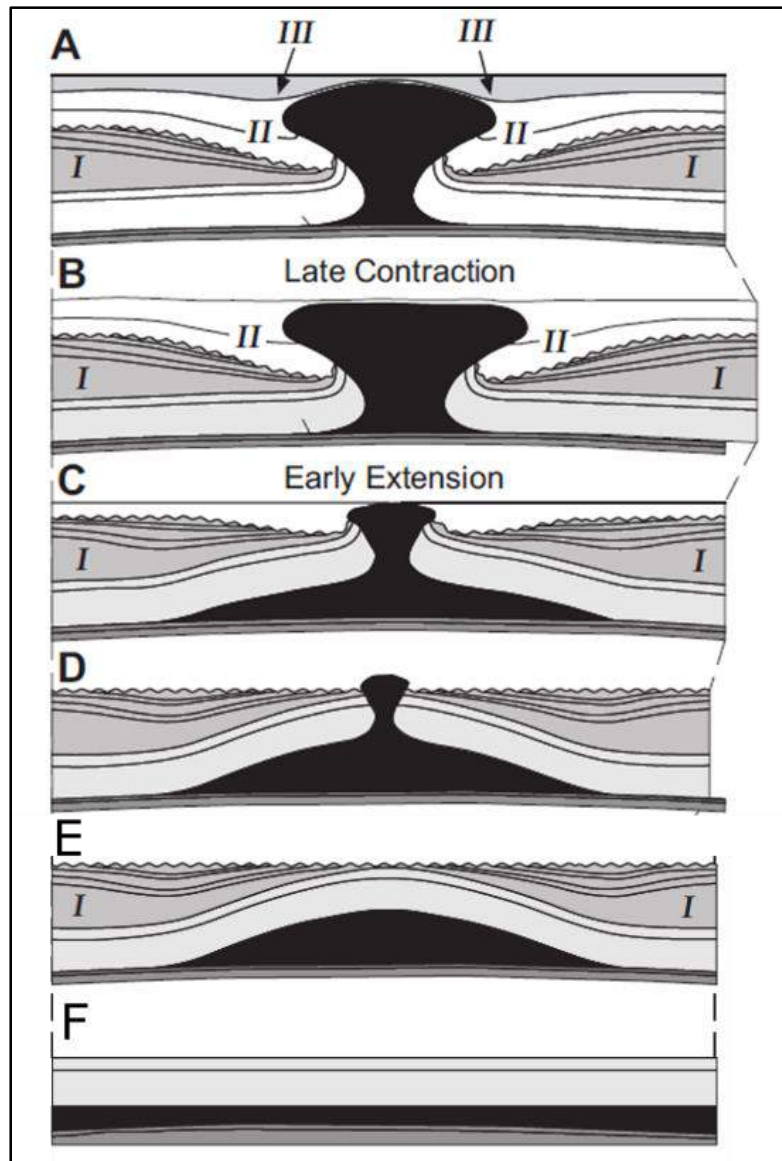 A
III III
II II
I I
B
Late Contraction
II II
I I
C
Early Extension
I I
D
E
I I
F